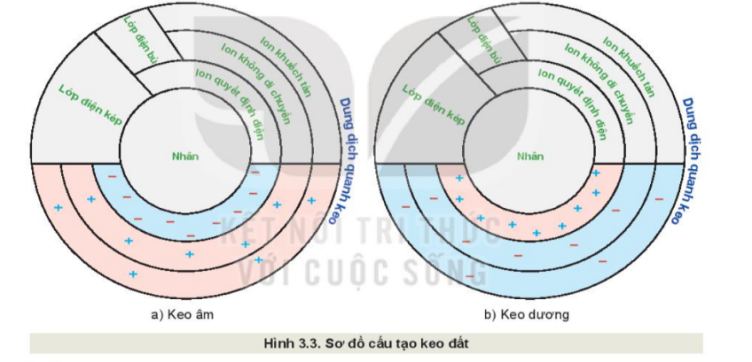 Lớp điện kép
Lớp điện bù
Ion quyết định điện
Ion không di chuyển
Ion khuếch tán
Dung dịch quanh keo
Nhân
Lớp điện kép
Lớp điện bù
Ion quyết định điện
Ion không di chuyển
Ion khuếch tán
Dung dịch quanh keo
Nhân
KẾT NỐI TRI THỨC
VỚI CUỘC SỐNG
a) Keo âm
b) Keo dương
Hình 3.3. Sơ đồ cấu tạo keo đất